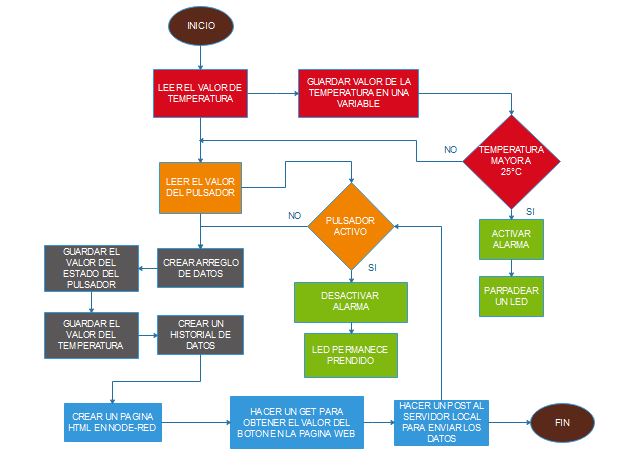 INICIO
LEER EL VALOR DE
TEMPERATURA
GUARDAR VALOR DE LA
TEMPERATURA EN UNA
VARIABLE
NO
TEMPERATURA
MAYOR A
25°C
SI
LEER EL VALOR
DEL PULSADOR
NO
PULSADOR
ACTIVO
SI
ACTIVAR
ALARMA
PARPADEAR
UN LED
GUARDAR EL
VALOR DEL
ESTADO DEL
PULSADOR
CREAR ARREGLO
DE DATOS
DESACTIVAR
ALARMA
GUARDAR EL
VALOR DEL
TEMPERATURA
CREAR UN
HISTORIAL DE
DATOS
LED PERMANECE
PRENDIDO
CREAR UN PAGINA
HTML EN NODE-RED
HACER UN GET PARA
OBTENER EL VALOR DEL
BOTON EN LA PAGINA WEB
HACER UN POST AL
SERVIDOR LOCAL
PARA ENVIAR LOS
DATOS
FIN